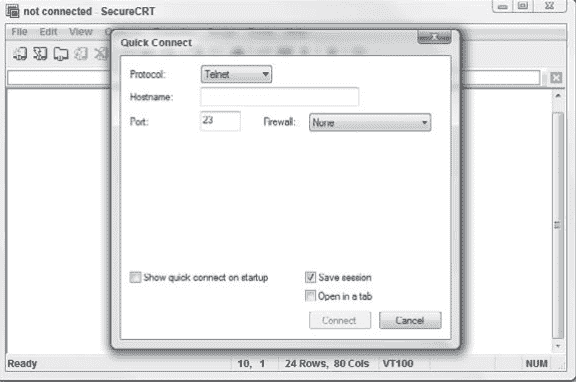 not connected - SecureCRT
File Edit View
Quick Connect
Protocol: Telnet
Hostname:
Port: 23 Firewall: None
Show quick connect on startup Save session
Open in a tab
Connect Cancel
Ready 10, 1 24 Rows, 80 Cols VT100 NUM